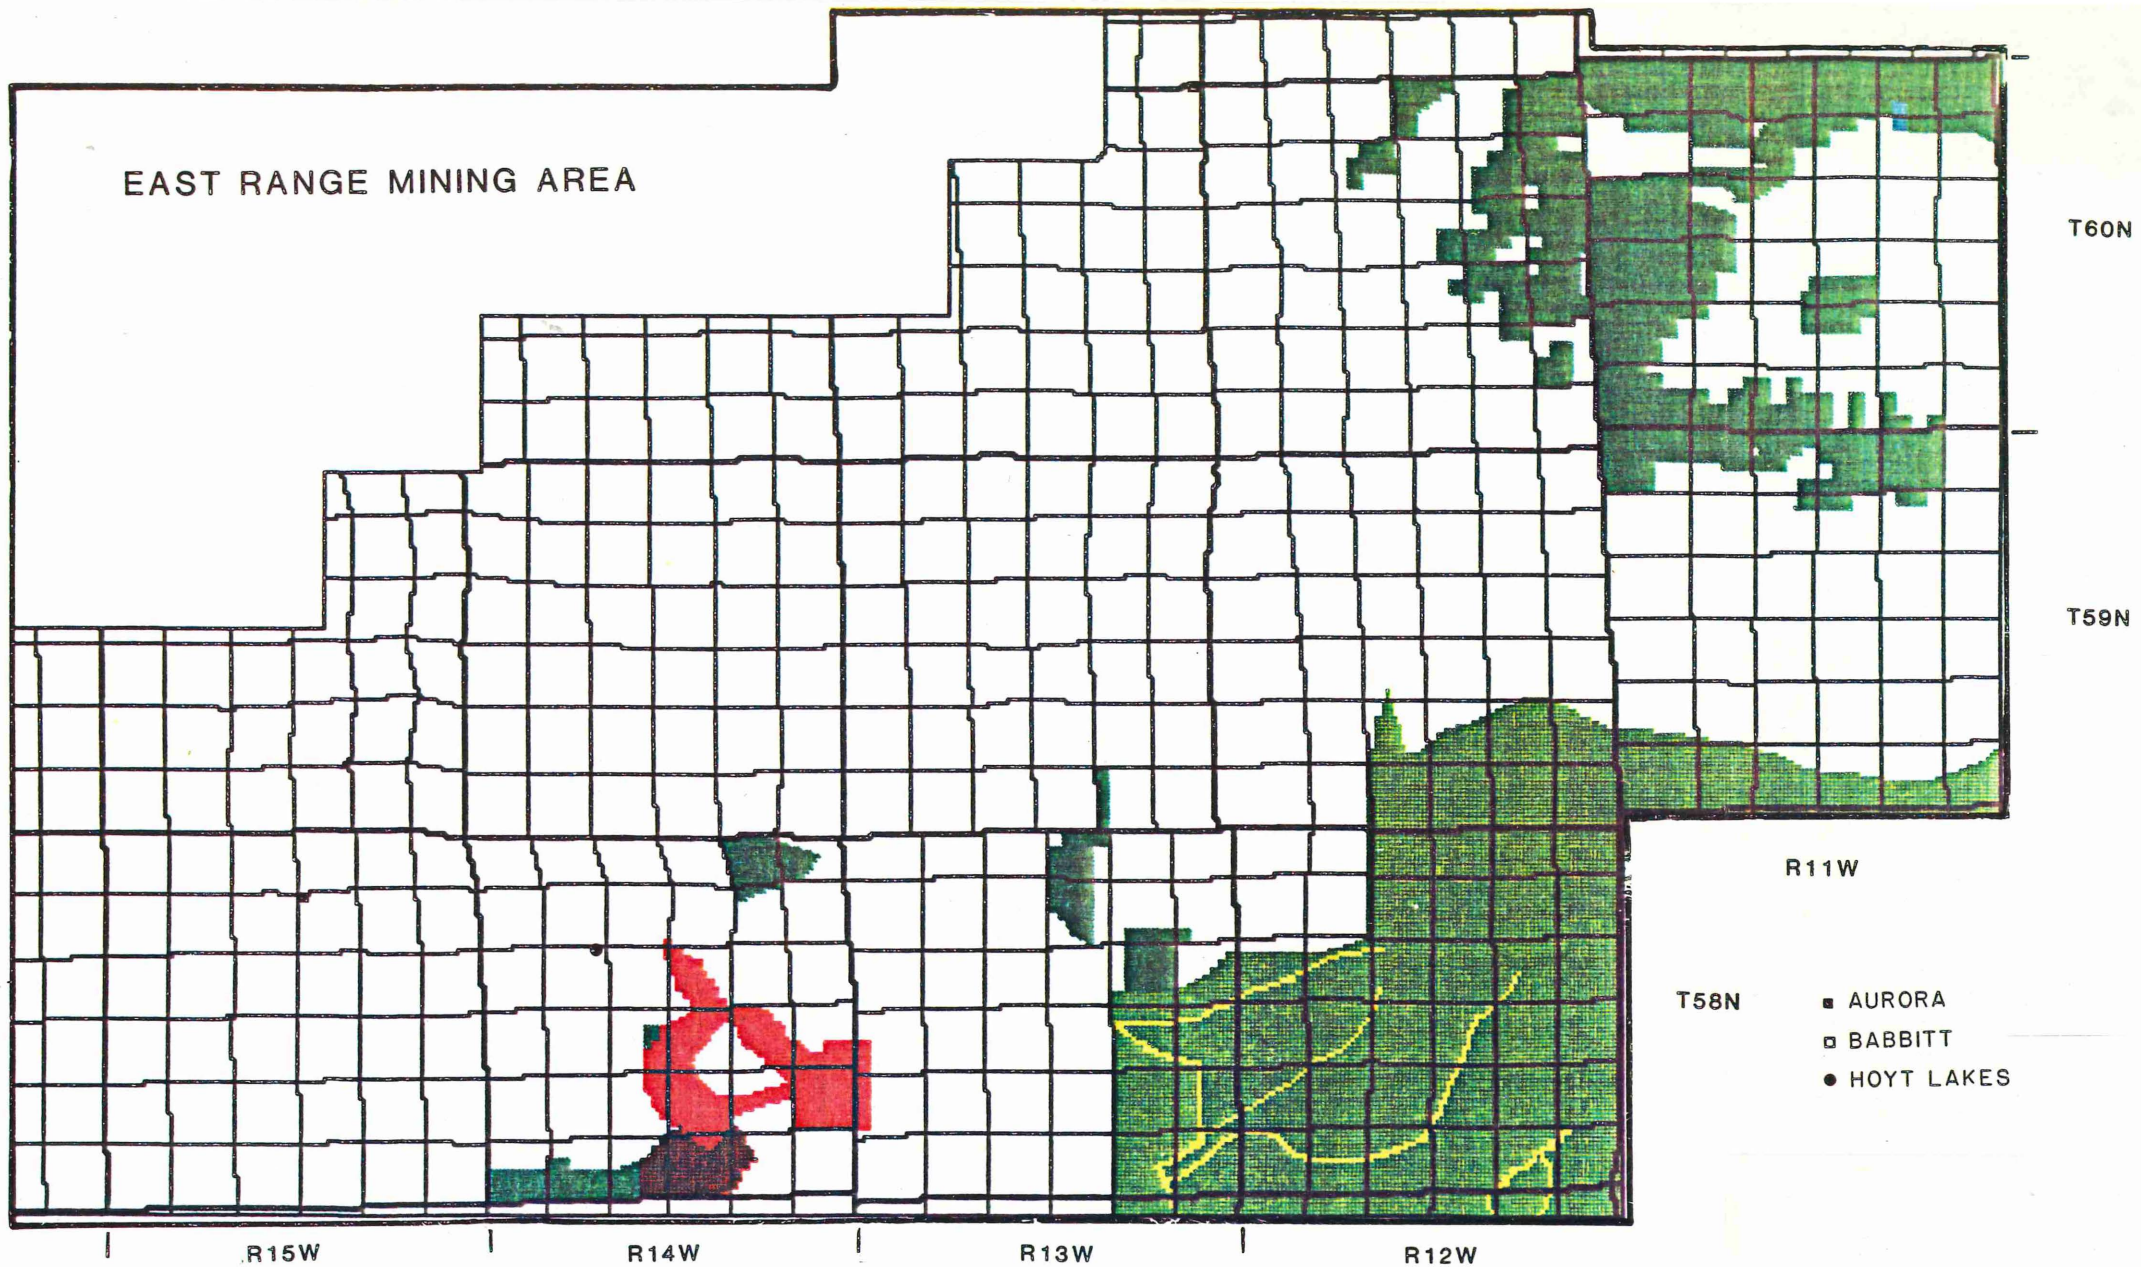 EAST RANGE MINING AREA
T60N
T59N
R11W
T58N
AURORA
BABBITT
HOYT LAKES
R15W
R14W
R13W
R12W